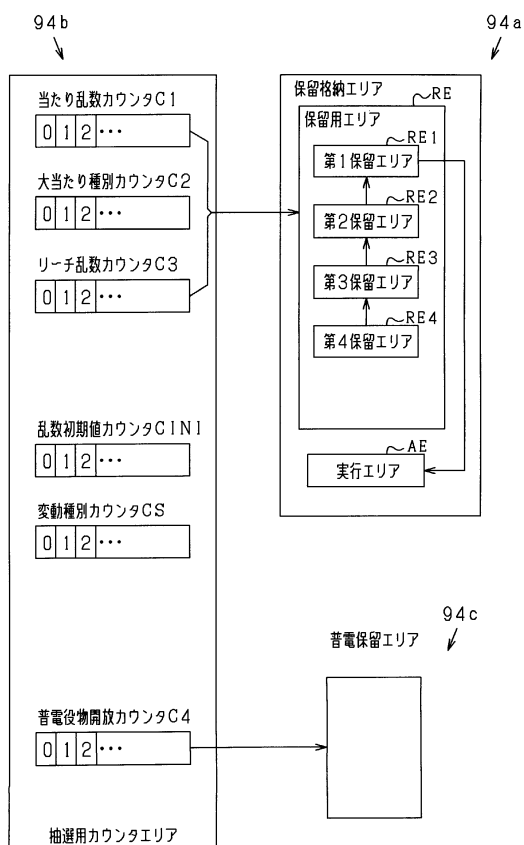 94b
94a
当たり乱数カウンタC1
0 1 2 ･･･
大当たり種別カウンタC2
0 1 2 ･･･
リーチ乱数カウンタC3
0 1 2 ･･･
乱数初期値カウンタCINI
0 1 2 ･･･
変動種別カウンタCS
0 1 2 ･･･
普電役物開放カウンタC4
0 1 2 ･･･
抽選用カウンタエリア
保留格納エリア
RE
保留用エリア
RE1
第1保留エリア
RE2
第2保留エリア
RE3
第3保留エリア
RE4
第4保留エリア
AE
実行エリア
94c
普電保留エリア